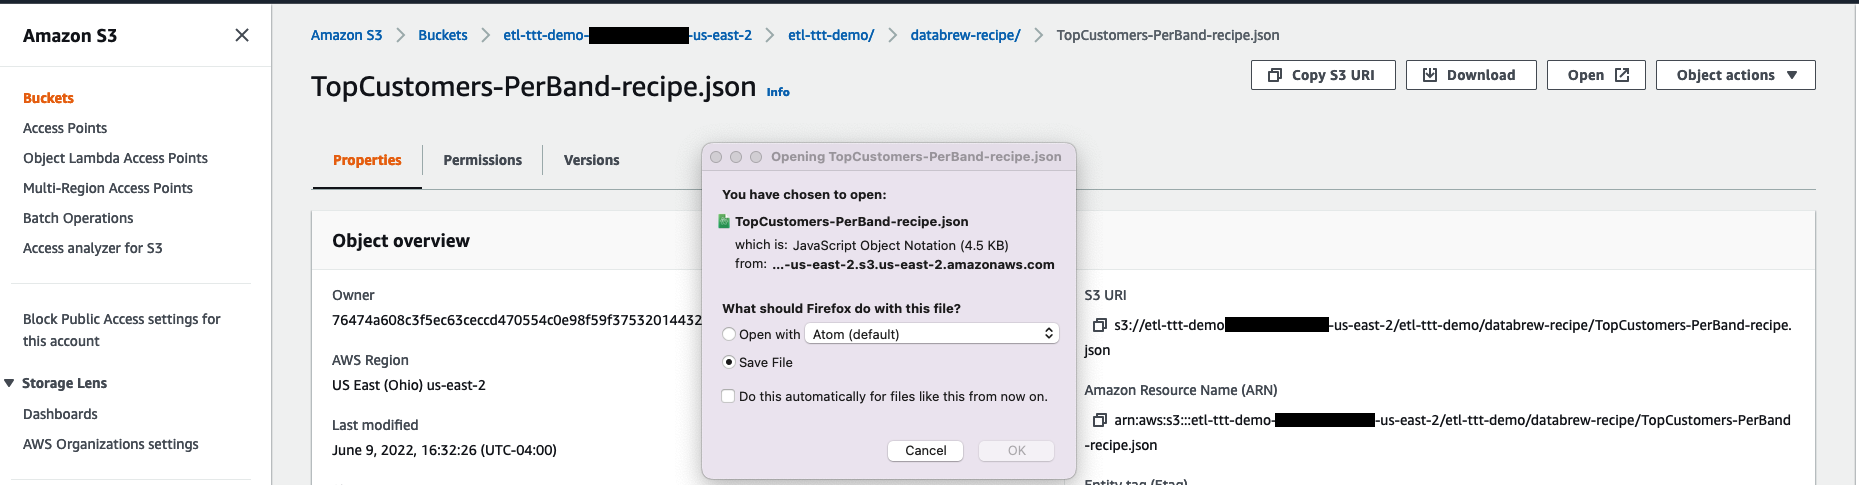 Amazon S3
Buckets
Access Points
Object Lambda Access Points
Multi-Region Access Points
Batch Operations
Access analyzer for S3
Block Public Access settings for
this account
Storage Lens
Dashboards
AWS Organizations settings
Amazon S3 > Buckets > etl-ttt-demo- -us-east-2 > etl-ttt-demo/ > databrew-recipe/ > TopCustomers-PerBand-recipe.json
TopCustomers-PerBand-recipe.json Info
Copy S3 URI Download Open Object actions
Properties Permissions Versions
Object overview
Owner
76474a608c3f5ec63ceccd470554c0e98f59f37532014432
AWS Region
US East (Ohio) us-east-2
Last modified
June 9, 2022, 16:32:26 (UTC-04:00)
Opening TopCustomers-PerBand-recipe.json
You have chosen to open:
TopCustomers-PerBand-recipe.json
which is: JavaScript Object Notation (4.5 KB)
from: ...-us-east-2.s3.us-east-2.amazonaws.com
What should Firefox do with this file?
Open with Atom (default)
Save File
Do this automatically for files like this from now on.
Cancel OK
S3 URI
s3://etl-ttt-demo -us-east-2/etl-ttt-demo/databrew-recipe/TopCustomers-PerBand-recipe.
json
Amazon Resource Name (ARN)
arn:aws:s3:::etl-ttt-demo- -us-east-2/etl-ttt-demo/databrew-recipe/TopCustomers-PerBand
-recipe.json
Entity tag (Etag)